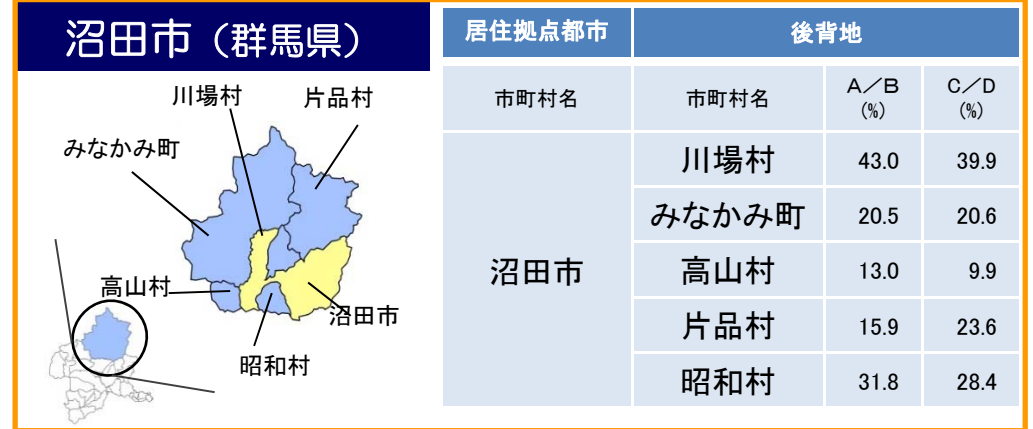 沼田市（群馬県）
川場村
片品村
みなかみ町
高山村
沼田市
昭和村
居住拠点都市 後背地
市町村名 市町村名 A／B (%) C／D (%)
沼田市
川場村 43.0 39.9
みなかみ町 20.5 20.6
高山村 13.0 9.9
片品村 15.9 23.6
昭和村 31.8 28.4